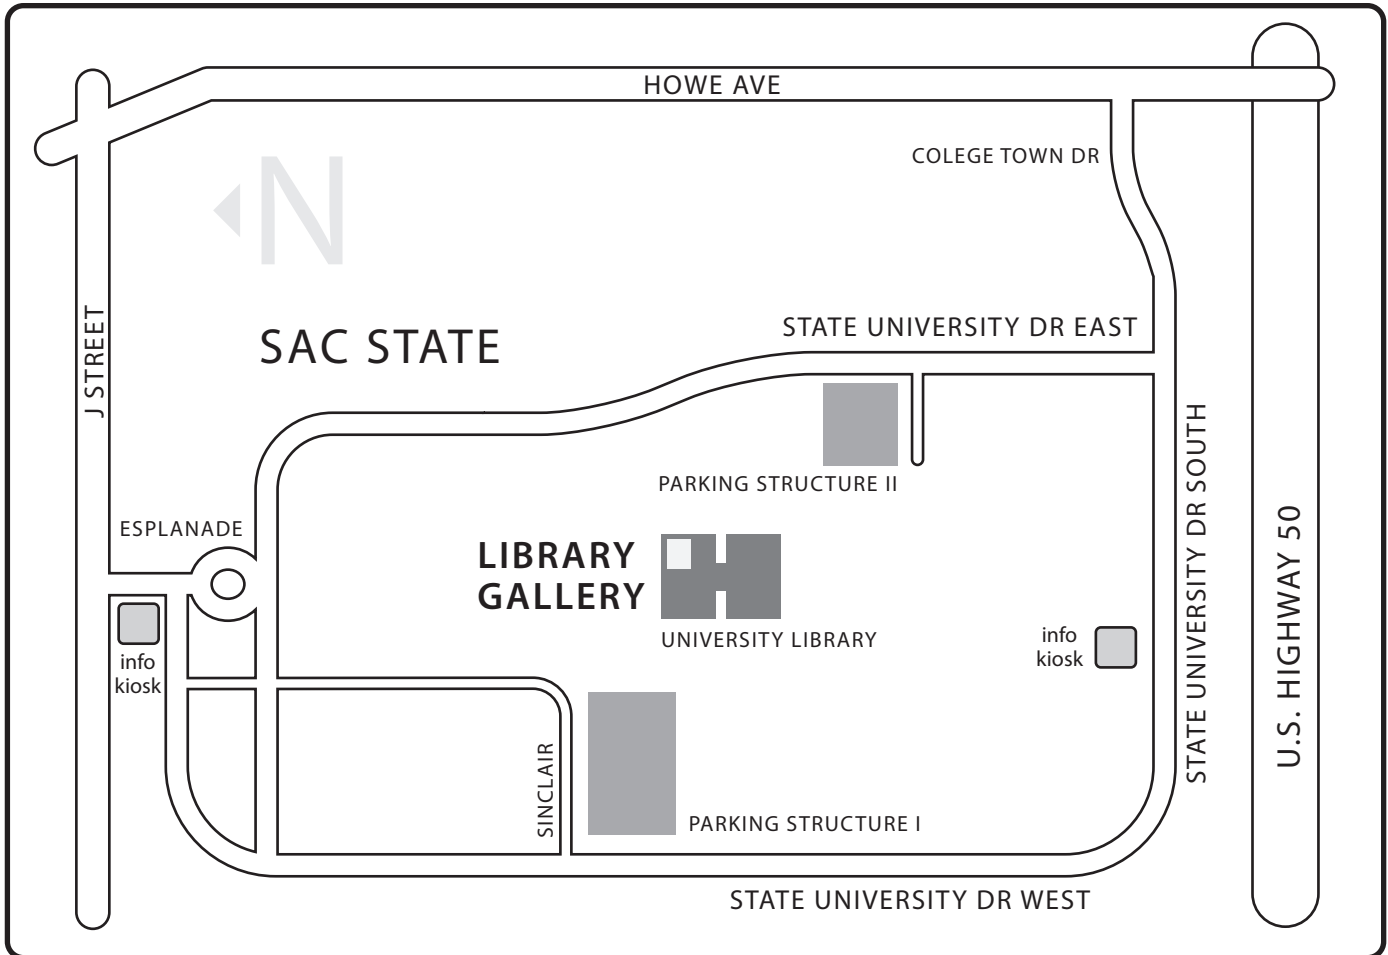 HOWE AVE
COLEGE TOWN DR
N
J STREET
SAC STATE
STATE UNIVERSITY DR EAST
PARKING STRUCTURE II
STATE UNIVERSITY DR SOUTH
U.S. HIGHWAY 50
ESPLANADE
LIBRARY
GALLERY
UNIVERSITY LIBRARY
info
kiosk
info
kiosk
SINCLAIR
PARKING STRUCTURE I
STATE UNIVERSITY DR WEST